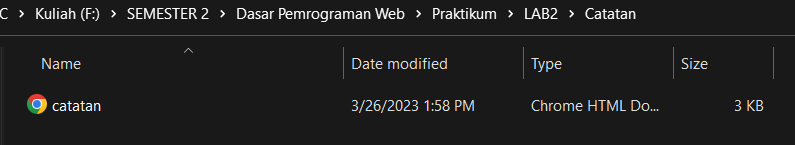 C > Kuliah (F:) > SEMESTER 2 > Dasar Pemrograman Web > Praktikum > LAB2 > Catatan
Name Date modified Type Size
catatan 3/26/2023 1:58 PM Chrome HTML Do... 3 KB